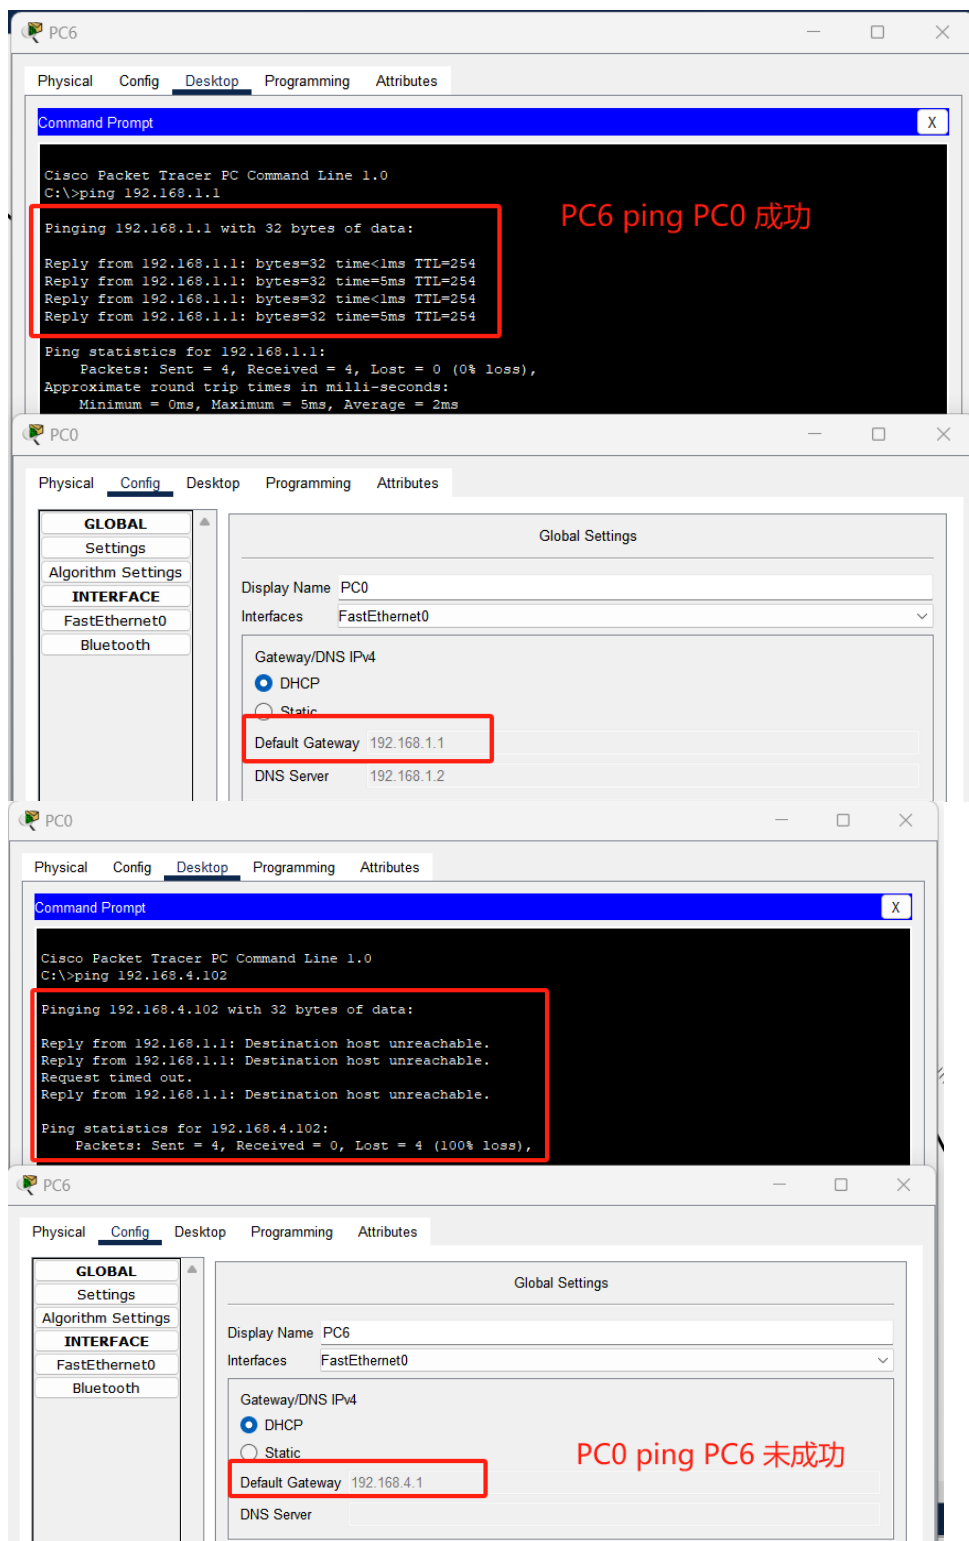 PC6
Physical Config Desktop Programming Attributes
Command Prompt
X
Cisco Packet Tracer PC Command Line 1.0
C:\>ping 192.168.1.1
PC6 ping PC0 成功
Pinging 192.168.1.1 with 32 bytes of data:
Reply from 192.168.1.1: bytes=32 time<1ms TTL=254
Reply from 192.168.1.1: bytes=32 time=5ms TTL=254
Reply from 192.168.1.1: bytes=32 time<1ms TTL=254
Reply from 192.168.1.1: bytes=32 time=5ms TTL=254
Ping statistics for 192.168.1.1:
Packets: Sent = 4, Received = 4, Lost = 0 (0% loss),
Approximate round trip times in milli-seconds:
Minimum = 0ms, Maximum = 5ms, Average = 2ms
PC0
Physical Config Desktop Programming Attributes
GLOBAL
Settings
Algorithm Settings
INTERFACE
FastEthernet0
Bluetooth
Global Settings
Display Name PC0
Interfaces FastEthernet0
Gateway/DNS IPv4
DHCP
Static
Default Gateway 192.168.1.1
DNS Server 192.168.1.2
PC0
Physical Config Desktop Programming Attributes
Command Prompt
X
Cisco Packet Tracer PC Command Line 1.0
C:\>ping 192.168.4.102
Pinging 192.168.4.102 with 32 bytes of data:
Reply from 192.168.1.1: Destination host unreachable.
Reply from 192.168.1.1: Destination host unreachable.
Request timed out.
Reply from 192.168.1.1: Destination host unreachable.
Ping statistics for 192.168.4.102:
Packets: Sent = 4, Received = 0, Lost = 4 (100% loss),
PC6
Physical Config Desktop Programming Attributes
GLOBAL
Settings
Algorithm Settings
INTERFACE
FastEthernet0
Bluetooth
Global Settings
Display Name PC6
Interfaces FastEthernet0
Gateway/DNS IPv4
DHCP
Static
PC0 ping PC6 未成功
Default Gateway 192.168.4.1
DNS Server